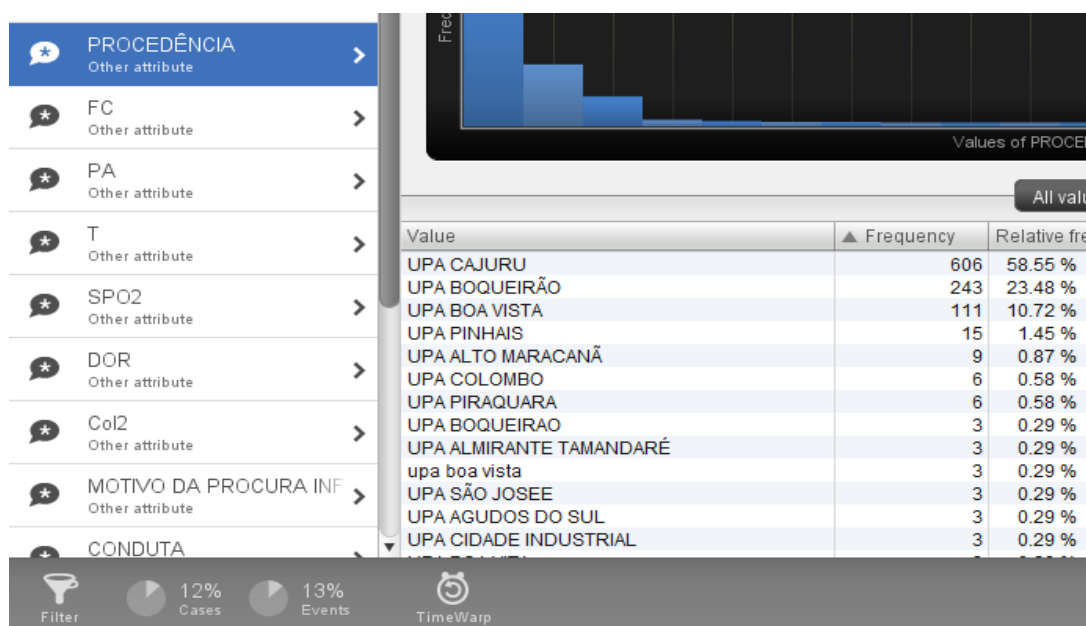 PROCEDÊNCIA
Other attribute
FC
Other attribute
PA
Other attribute
T
Other attribute
SPO2
Other attribute
DOR
Other attribute
Col2
Other attribute
MOTIVO DA PROCURA INF
Other attribute
CONDUTA
Freq
Values of PROCE
All valu
Value Frequency Relative fre
UPA CAJURU 606 58.55 %
UPA BOQUEIRÃO 243 23.48 %
UPA BOA VISTA 111 10.72 %
UPA PINHAIS 15 1.45 %
UPA ALTO MARACANÃ 9 0.87 %
UPA COLOMBO 6 0.58 %
UPA PIRAQUARA 6 0.58 %
UPA BOQUEIRAO 3 0.29 %
UPA ALMIRANTE TAMANDARÉ 3 0.29 %
upa boa vista 3 0.29 %
UPA SÃO JOSEE 3 0.29 %
UPA AGUDOS DO SUL 3 0.29 %
UPA CIDADE INDUSTRIAL 3 0.29 %
Filter
12%
Cases
13%
Events
TimeWarp